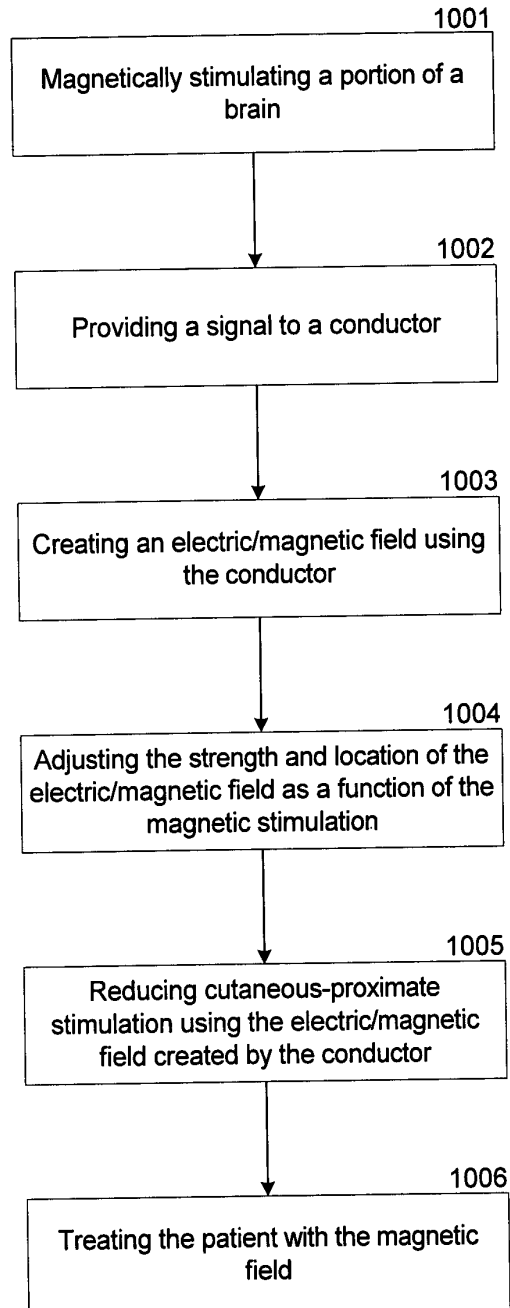 1001
Magnetically stimulating a portion of a
brain
1002
Providing a signal to a conductor
1003
Creating an electric/magnetic field using
the conductor
1004
Adjusting the strength and location of the
electric/magnetic field as a function of the
magnetic stimulation
1005
Reducing cutaneous-proximate
stimulation using the electric/magnetic
field created by the conductor
1006
Treating the patient with the magnetic
field